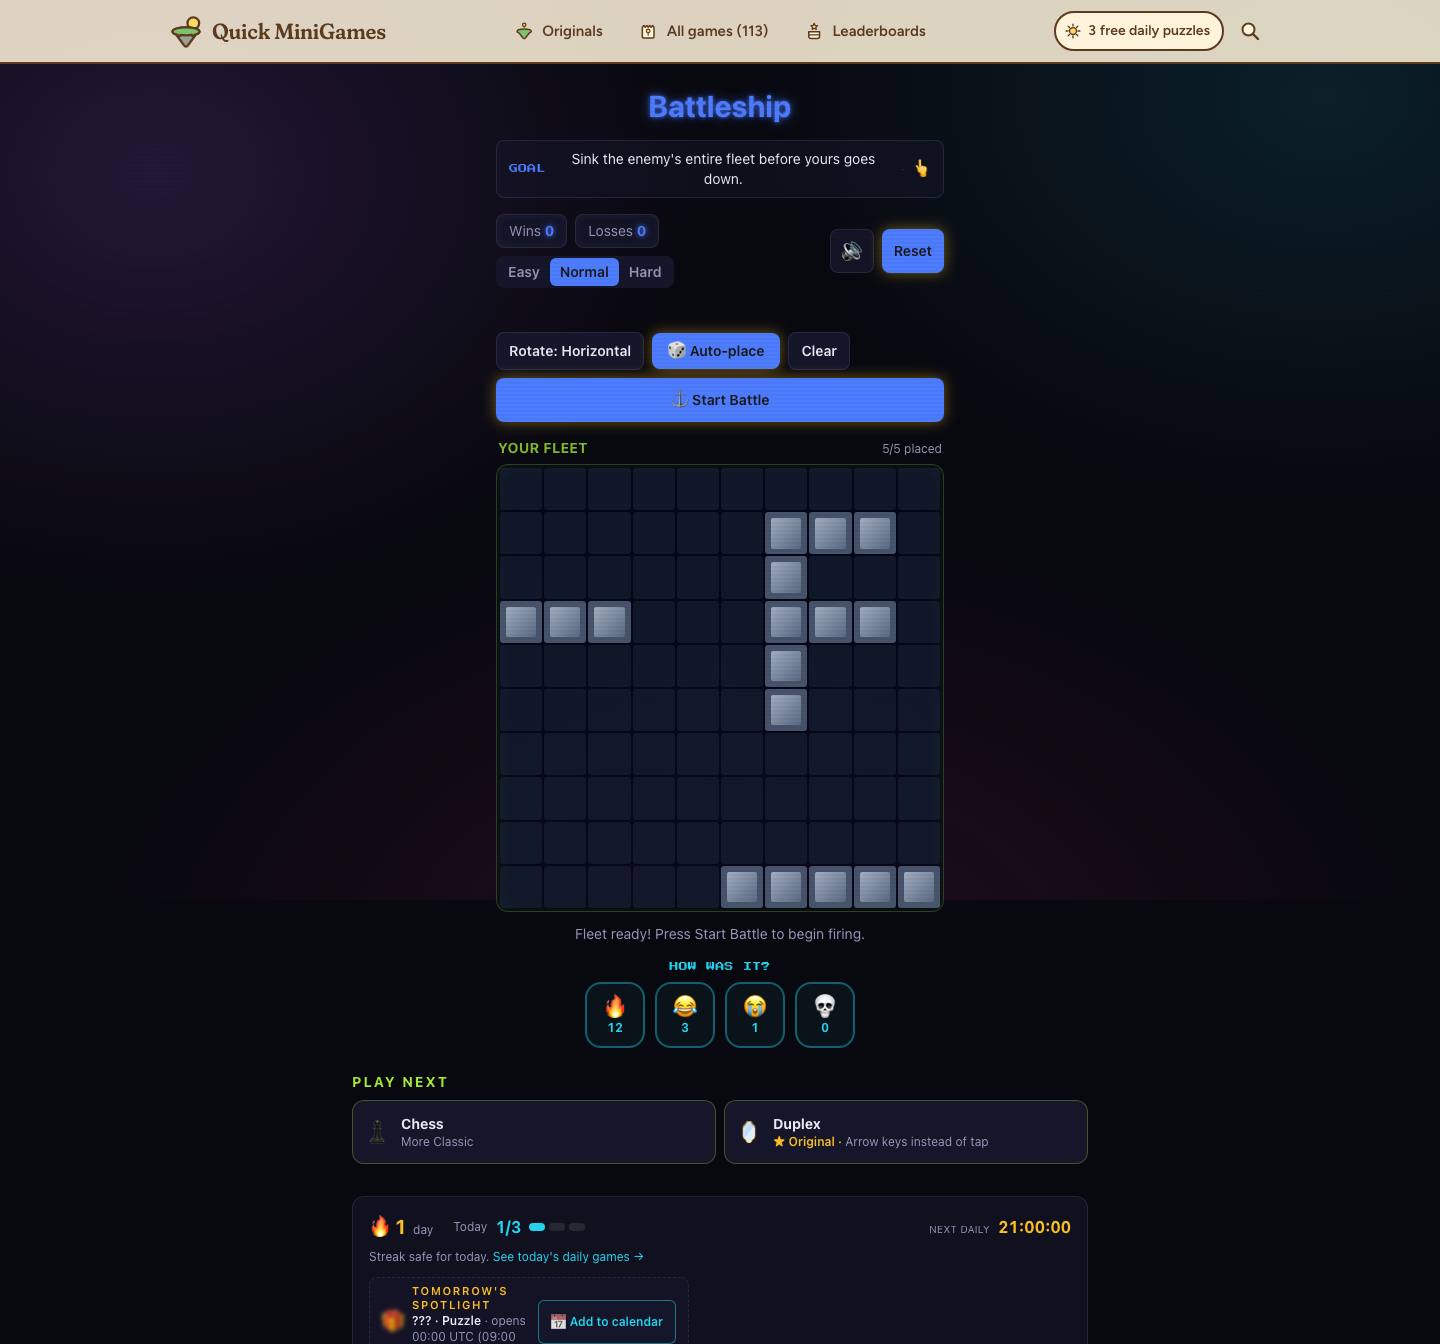 Quick MiniGames
Originals
All games (113)
Leaderboards
3 free daily puzzles
Battleship
GOAL
Sink the enemy's entire fleet before yours goes
down.
Wins 0
Losses 0
Easy
Normal
Hard
Reset
Rotate: Horizontal
Auto-place
Clear
Start Battle
YOUR FLEET
5/5 placed
Fleet ready! Press Start Battle to begin firing.
HOW WAS IT?
12
3
1
0
PLAY NEXT
Chess
More Classic
Duplex
Original · Arrow keys instead of tap
1 day
Today 1/3
NEXT DAILY 21:00:00
Streak safe for today. See today's daily games →
TOMORROW'S
SPOTLIGHT
??? · Puzzle · opens
00:00 UTC (09:00
Add to calendar